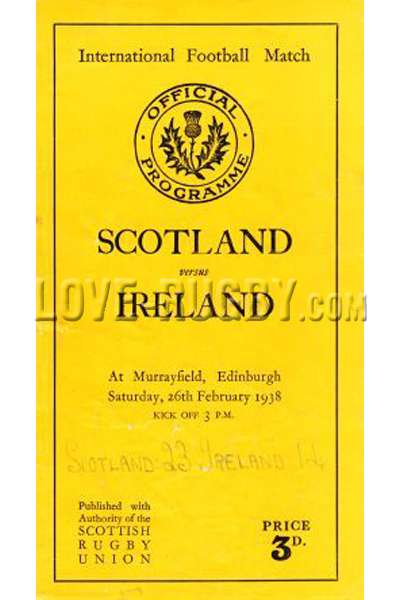 International Football Match
OFFICIAL
PROGRAMME
SCOTLAND
versus
IRELAND
LOVE-RUGBY.com
At Murrayfield, Edinburgh
Saturday, 26th February 1938
KICK OFF 3 P.M.
SCOTLAND 23 IRELAND 14
Published with
Authority of the
SCOTTISH
RUGBY
UNION
PRICE
3D.